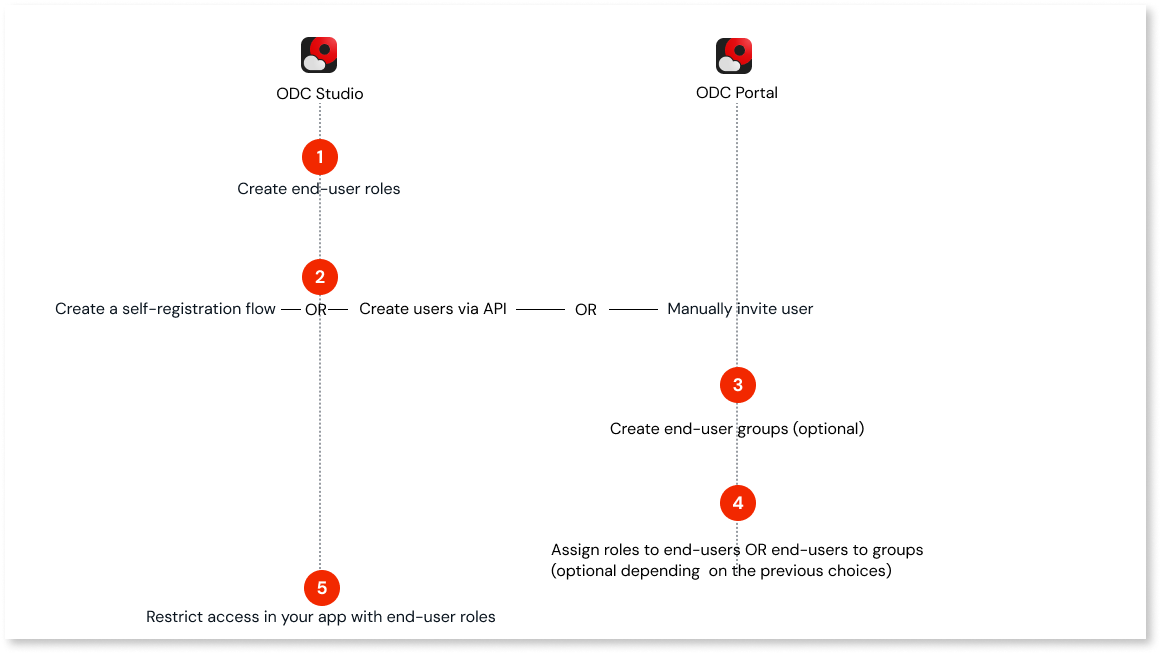 ODC Studio
ODC Portal
1
Create end-user roles
2
Create a self-registration flow OR Create users via API OR Manually invite user
3
Create end-user groups (optional)
4
Assign roles to end-users OR end-users to groups
(optional depending on the previous choices)
5
Restrict access in your app with end-user roles